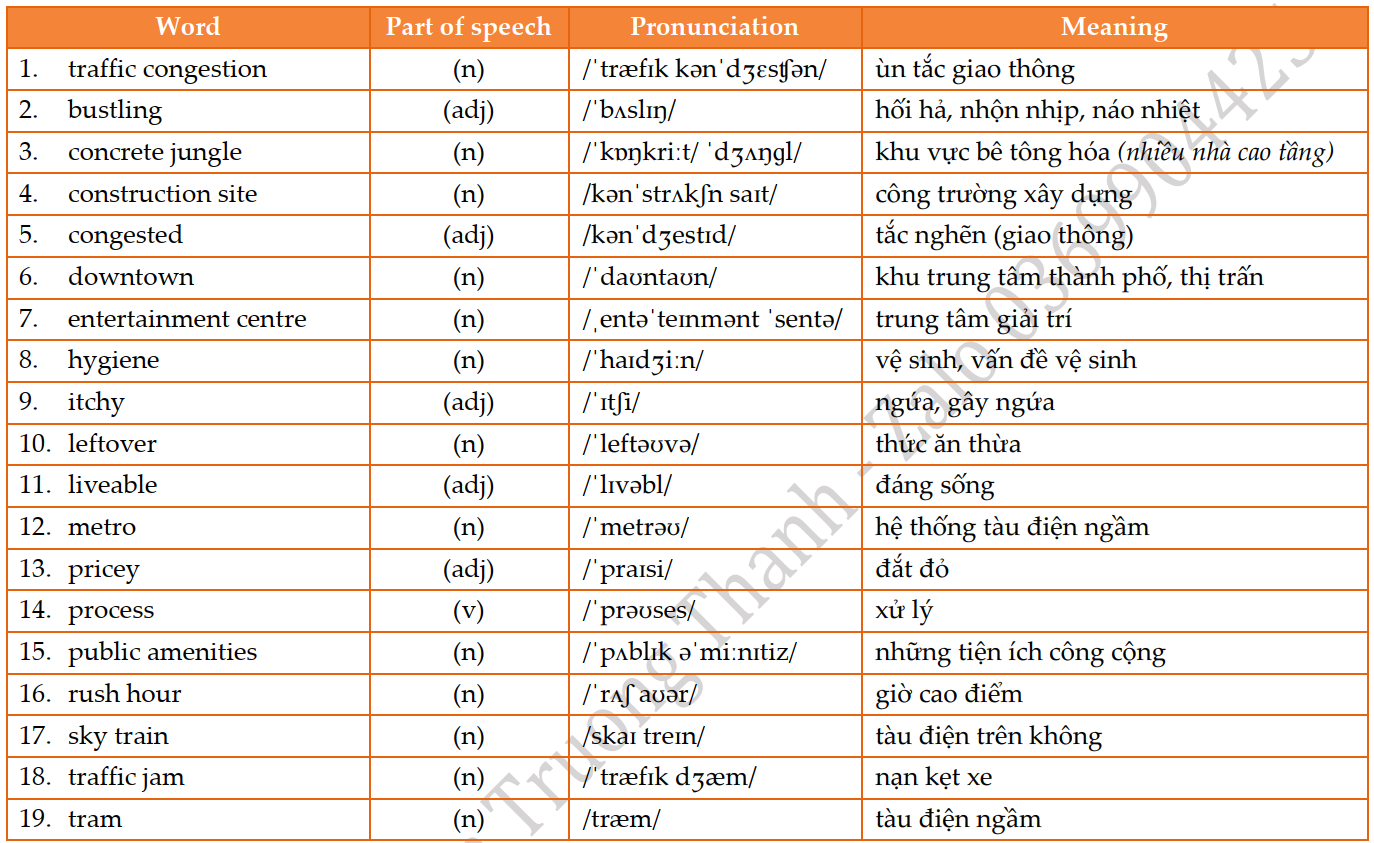 Word Part of speech Pronunciation Meaning
1. traffic congestion (n) /ˈtræfɪk kənˈdʒɛsʧən/ ùn tắc giao thông
2. bustling (adj) /ˈbʌslɪŋ/ hối hả, nhộn nhịp, náo nhiệt
3. concrete jungle (n) /ˈkɒŋkriːt/ ˈdʒʌŋɡl/ khu vực bê tông hóa (nhiều nhà cao tầng)
4. construction site (n) /kənˈstrʌkʃn saɪt/ công trường xây dựng
5. congested (adj) /kənˈdʒestɪd/ tắc nghẽn (giao thông)
6. downtown (n) /ˈdaʊntaʊn/ khu trung tâm thành phố, thị trấn
7. entertainment centre (n) /ˌentəˈteɪnmənt ˈsentə/ trung tâm giải trí
8. hygiene (n) /ˈhaɪdʒiːn/ vệ sinh, vấn đề vệ sinh
9. itchy (adj) /ˈɪtʃi/ ngứa, gây ngứa
10. leftover (n) /ˈleftəʊvə/ thức ăn thừa
11. liveable (adj) /ˈlɪvəbl/ đáng sống
12. metro (n) /ˈmetrəʊ/ hệ thống tàu điện ngầm
13. pricey (adj) /ˈpraɪsi/ đắt đỏ
14. process (v) /ˈprəʊses/ xử lý
15. public amenities (n) /ˈpʌblɪk əˈmiːnɪtiz/ những tiện ích công cộng
16. rush hour (n) /ˈrʌʃ aʊər/ giờ cao điểm
17. sky train (n) /skaɪ treɪn/ tàu điện trên không
18. traffic jam (n) /ˈtræfɪk dʒæm/ nạn kẹt xe
19. tram (n) /træm/ tàu điện ngầm
Truong Thanh - Zalo